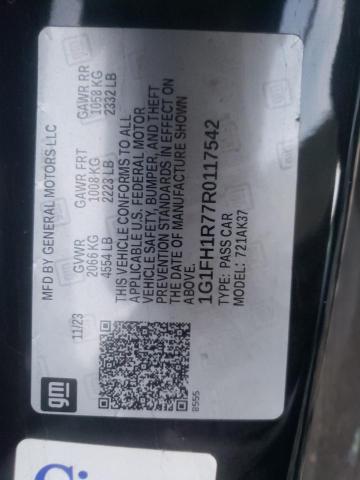 MFD BY GENERAL MOTORS LLC
11/23 GVWR GAWR FRT GAWR RR
2066 KG 1008 KG 1058 KG
4554 LB 2223 LB 2332 LB
THIS VEHICLE CONFORMS TO ALL
APPLICABLE U.S. FEDERAL MOTOR
VEHICLE SAFETY, BUMPER, AND THEFT
PREVENTION STANDARDS IN EFFECT ON
THE DATE OF MANUFACTURE SHOWN
ABOVE.
1G1FH1R77R0117542
TYPE: PASS CAR
MODEL: 721AK37
8555
gm